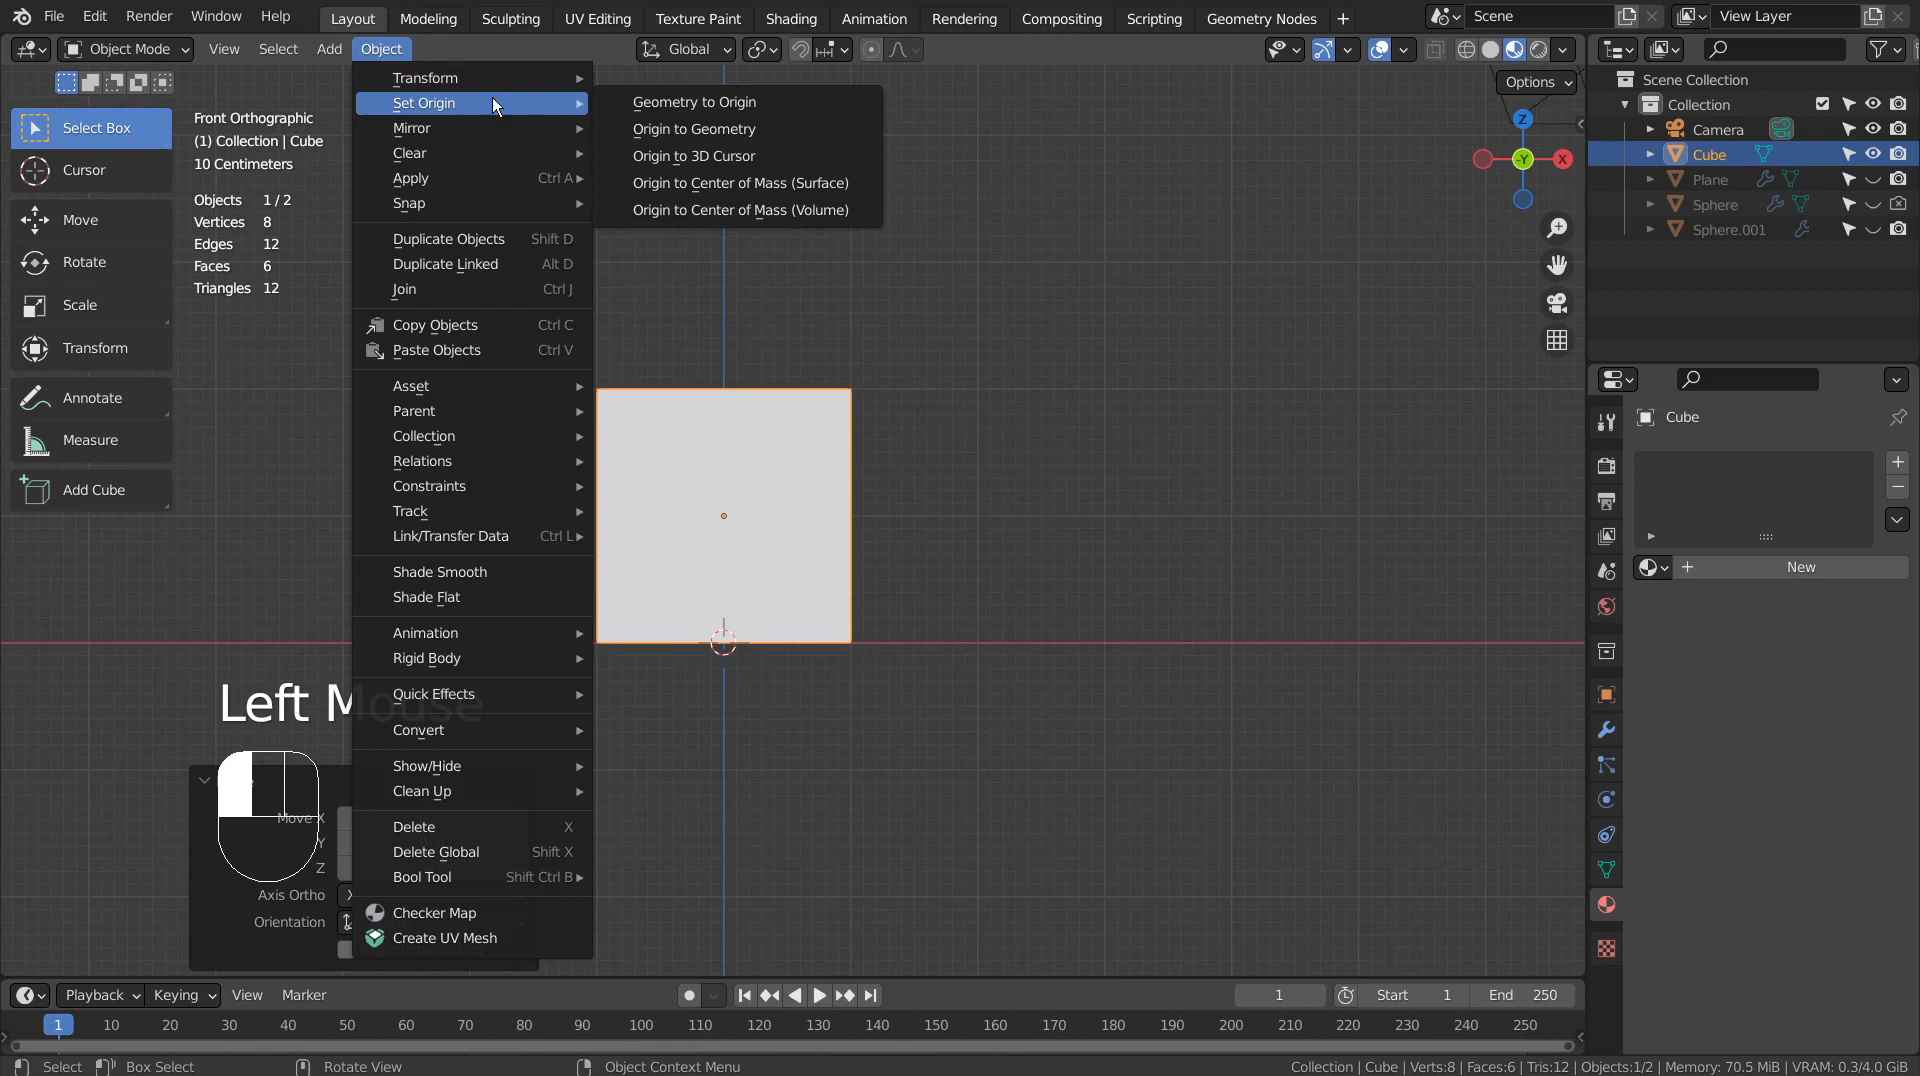 File Edit Render Window Help Layout Modeling Sculpting UV Editing Texture Paint Shading Animation Rendering Compositing Scripting Geometry Nodes + Scene View Layer
Object Mode View Select Add Object Global
Options
Select Box
Cursor
Move
Rotate
Scale
Transform
Annotate
Measure
Add Cube
Front Orthographic
(1) Collection | Cube
10 Centimeters
Objects 1 / 2
Vertices 8
Edges 12
Faces 6
Triangles 12
Transform
Set Origin
Mirror
Clear
Apply Ctrl A
Snap
Duplicate Objects Shift D
Duplicate Linked Alt D
Join Ctrl J
Copy Objects Ctrl C
Paste Objects Ctrl V
Asset
Parent
Collection
Relations
Constraints
Track
Link/Transfer Data Ctrl L
Shade Smooth
Shade Flat
Animation
Rigid Body
Quick Effects
Convert
Show/Hide
Clean Up
Delete X
Delete Global Shift X
Bool Tool Shift Ctrl B
Checker Map
Create UV Mesh
Geometry to Origin
Origin to Geometry
Origin to 3D Cursor
Origin to Center of Mass (Surface)
Origin to Center of Mass (Volume)
Z
-Y
X
Left Mouse
Move X
Y
Z
Axis Ortho X
Orientation
Scene Collection
Collection
Camera
Cube
Plane
Sphere
Sphere.001
Cube
New
Playback Keying View Marker 1 Start 1 End 250
1 10 20 30 40 50 60 70 80 90 100 110 120 130 140 150 160 170 180 190 200 210 220 230 240 250
Select Box Select Rotate View Object Context Menu Collection | Cube | Verts:8 | Faces:6 | Tris:12 | Objects:1/2 | Memory: 70.5 MiB | VRAM: 0.3/4.0 GiB